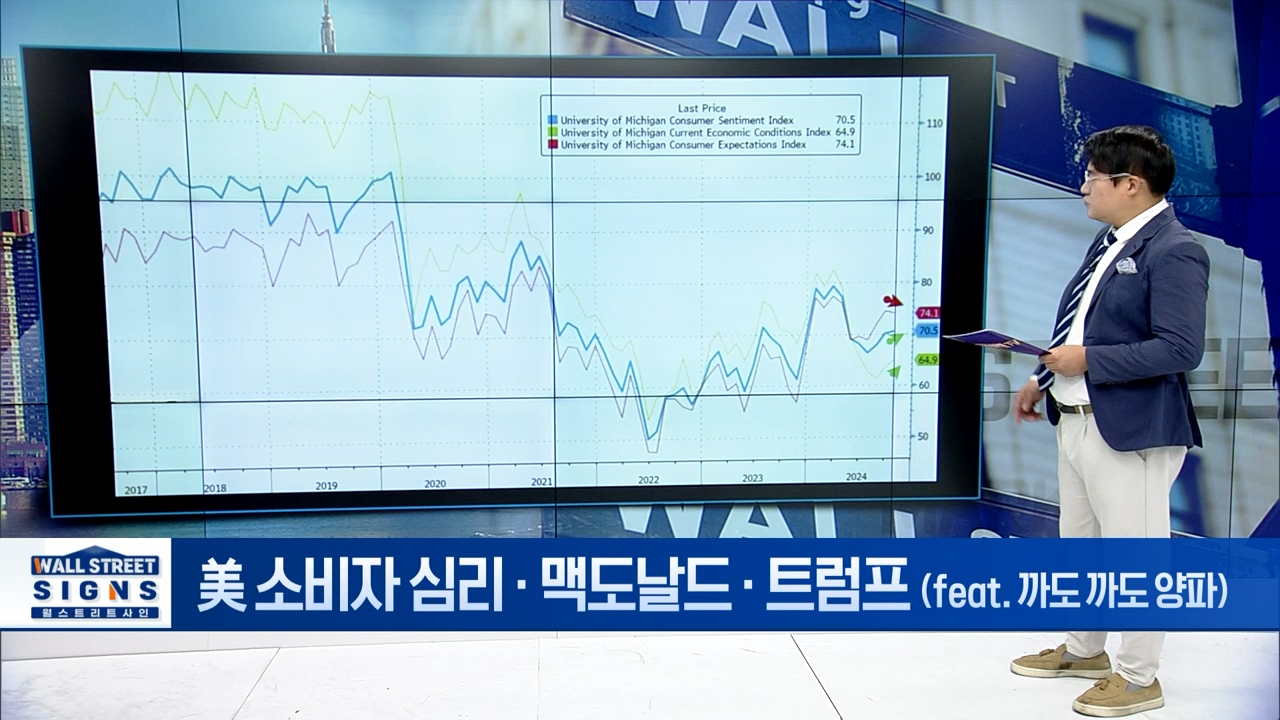 WALL
WALL
Last Price
University of Michigan Consumer Sentiment Index 70.5
University of Michigan Current Economic Conditions Index 64.9
University of Michigan Consumer Expectations Index 74.1
110
100
90
80
74.1
70.5
64.9
60
50
2017 2018 2019 2020 2021 2022 2023 2024
WALL
WALL STREET
SIGNS
월스트리트사인
美 소비자 심리 · 맥도날드 · 트럼프 (feat. 까도 까도 양파)